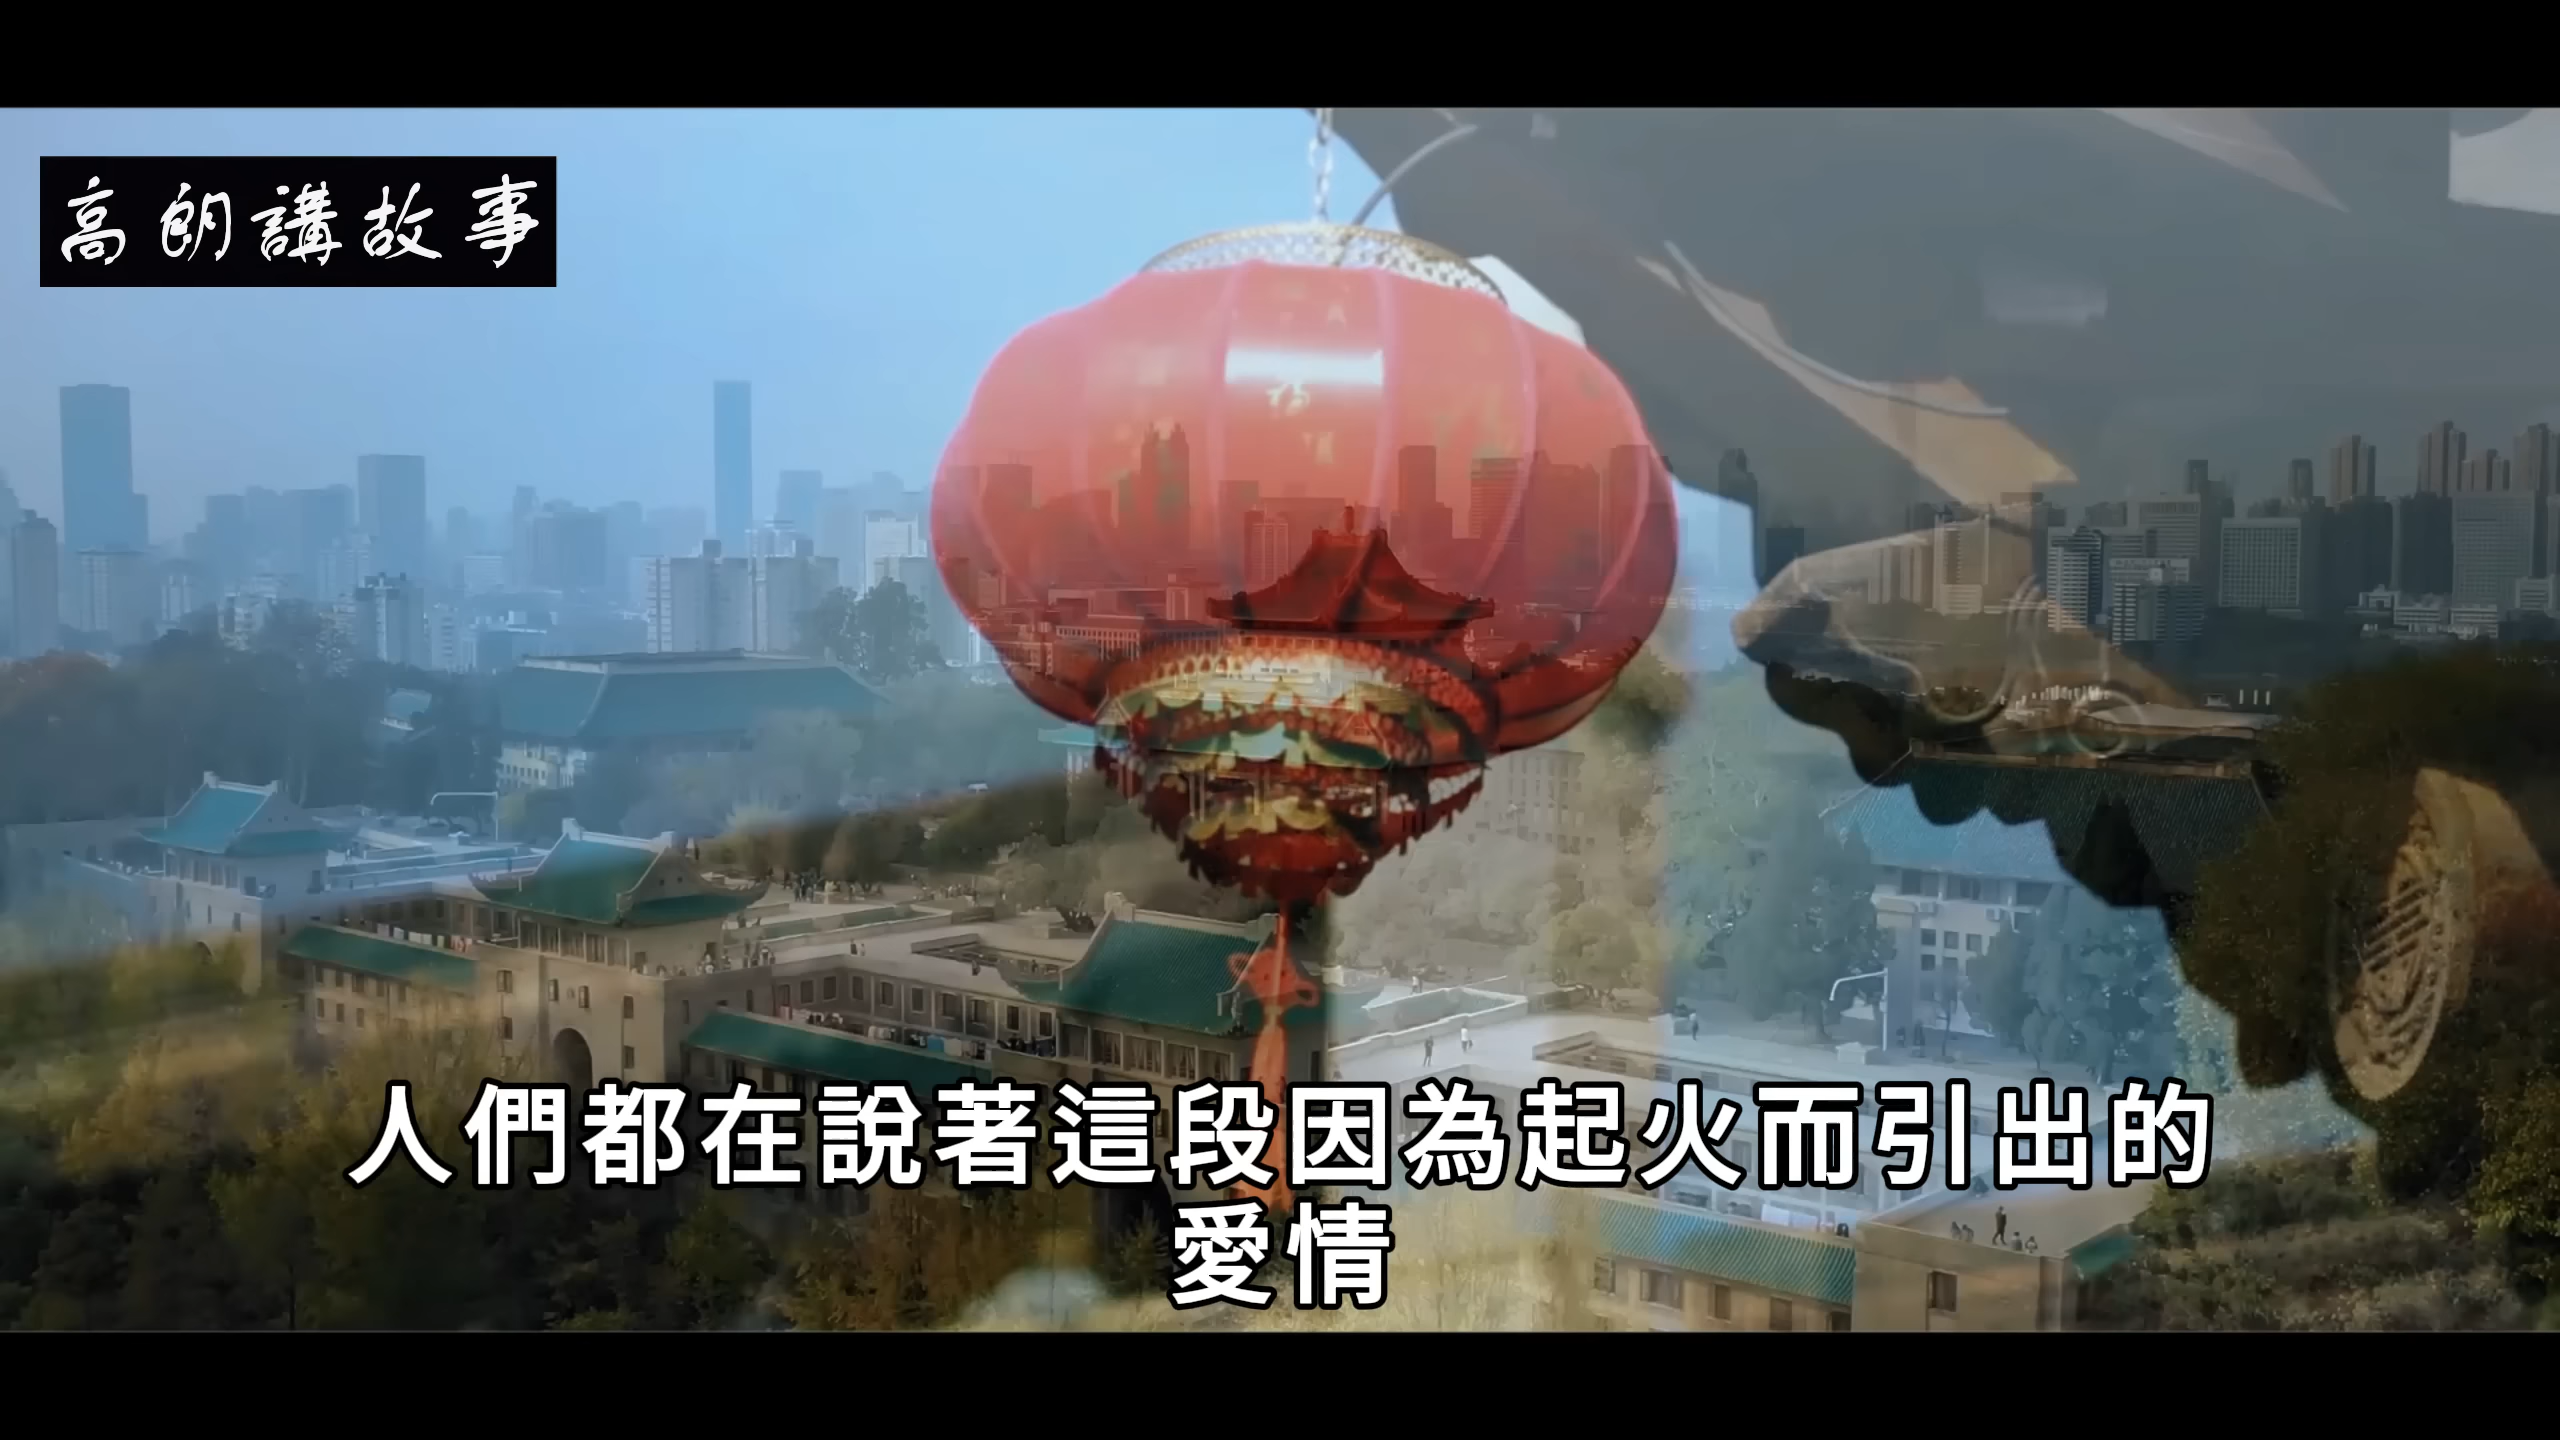 高朗講故事
人們都在說著這段因為起火而引出的
愛情